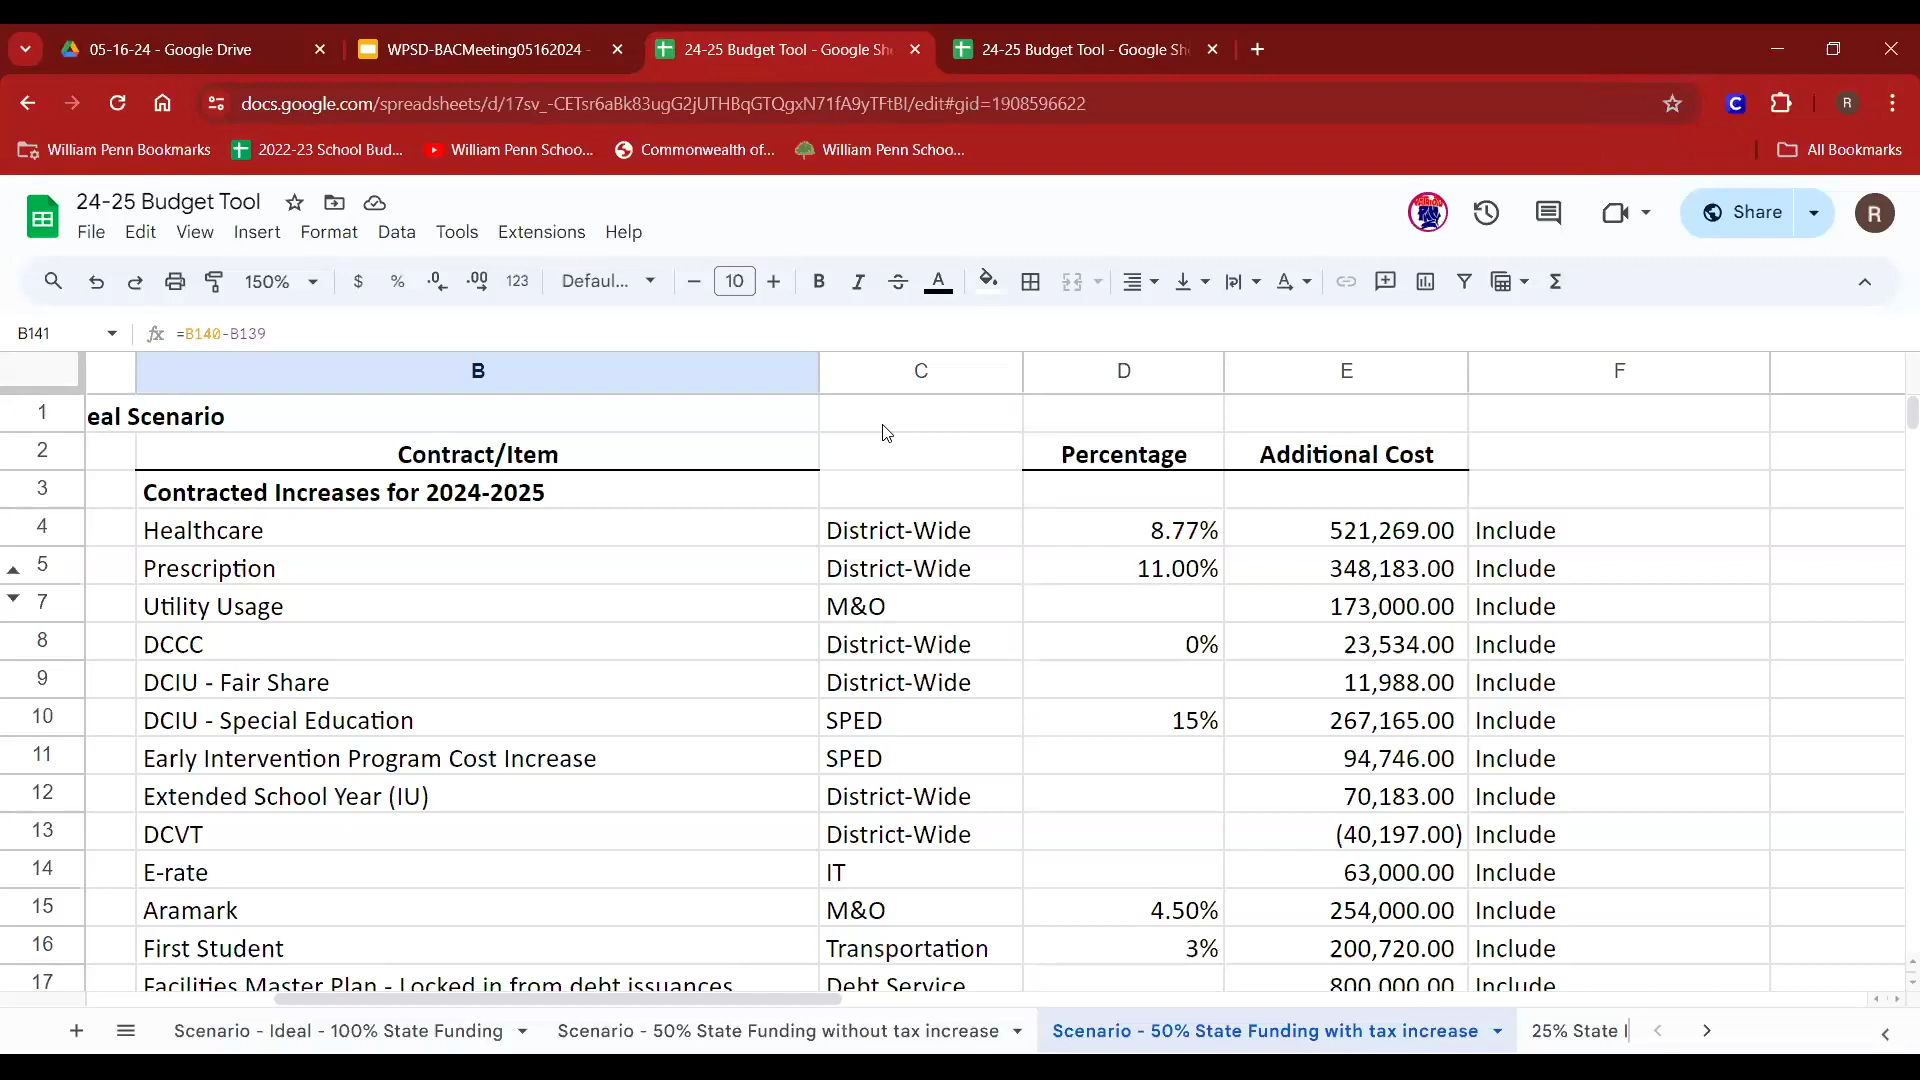 05-16-24 - Google Drive
WPSD-BACMeeting05162024 -
24-25 Budget Tool - Google She
24-25 Budget Tool - Google She
docs.google.com/spreadsheets/d/17sv_-CETsr6aBk83ugG2jUTHBqGTQgxN71fA9yTFtBI/edit#gid=1908596622
C
R
William Penn Bookmarks
2022-23 School Bud...
William Penn Schoo...
Commonwealth of...
William Penn Schoo...
All Bookmarks
24-25 Budget Tool
File Edit View Insert Format Data Tools Extensions Help
Share
R
150% $ % .0 .00 123 Defaul... 10 B I A Σ
B141 fx =B140-B139
B C D E F
1 eal Scenario
2 Contract/Item Percentage Additional Cost
3 Contracted Increases for 2024-2025
4 Healthcare District-Wide 8.77% 521,269.00 Include
5 Prescription District-Wide 11.00% 348,183.00 Include
7 Utility Usage M&O 173,000.00 Include
8 DCCC District-Wide 0% 23,534.00 Include
9 DCIU - Fair Share District-Wide 11,988.00 Include
10 DCIU - Special Education SPED 15% 267,165.00 Include
11 Early Intervention Program Cost Increase SPED 94,746.00 Include
12 Extended School Year (IU) District-Wide 70,183.00 Include
13 DCVT District-Wide (40,197.00) Include
14 E-rate IT 63,000.00 Include
15 Aramark M&O 4.50% 254,000.00 Include
16 First Student Transportation 3% 200,720.00 Include
17 Facilities Master Plan - Locked in from debt issuances Debt Service 800,000.00 Include
Scenario - Ideal - 100% State Funding
Scenario - 50% State Funding without tax increase
Scenario - 50% State Funding with tax increase
25% State